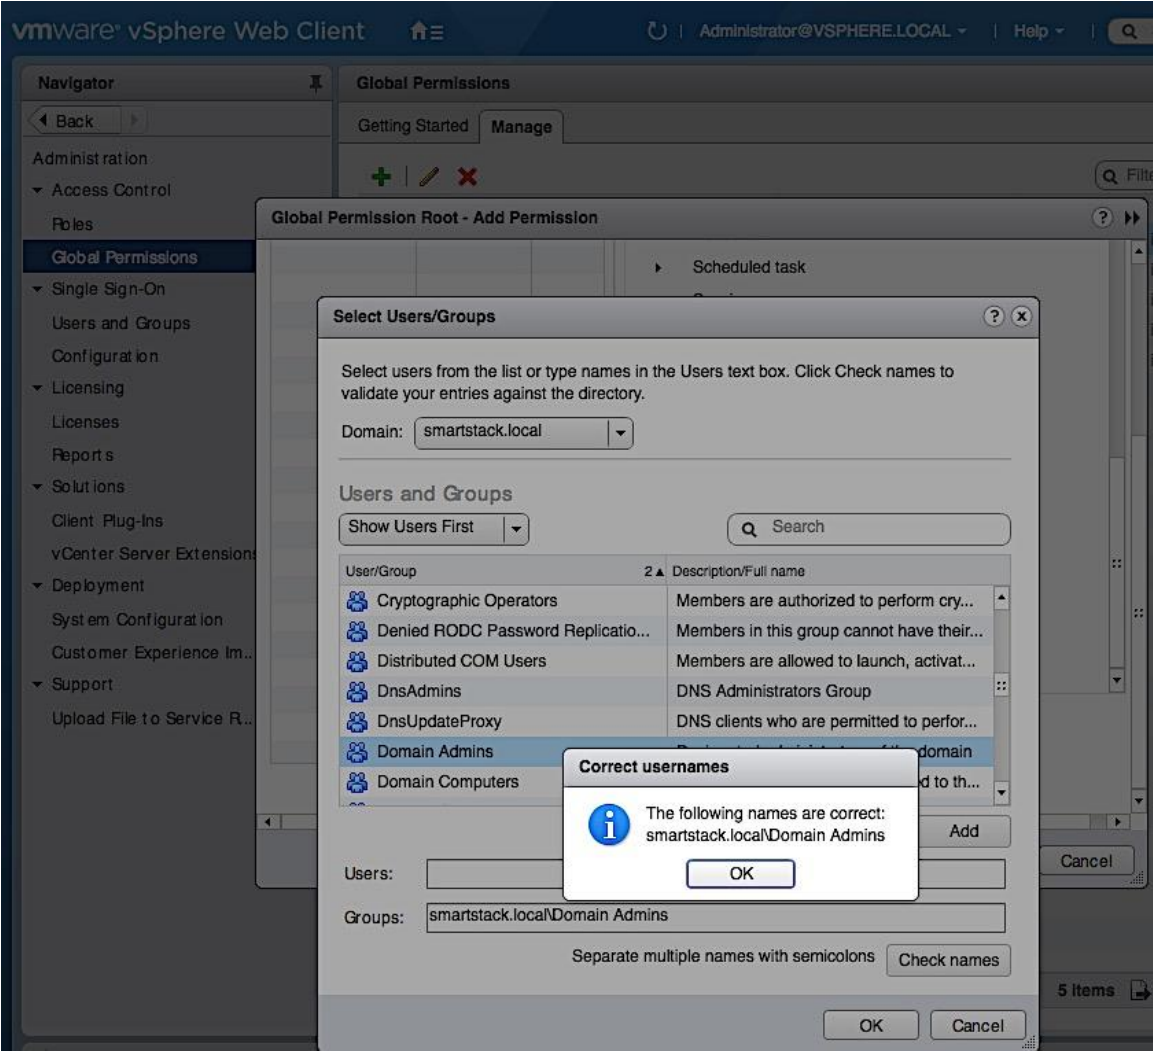 vmware® vSphere Web Client
Administrator@VSPHERE.LOCAL
Help
Navigator
Back
Administration
Access Control
Roles
Global Permissions
Single Sign-On
Users and Groups
Configuration
Licensing
Licenses
Reports
Solutions
Client Plug-Ins
vCenter Server Extensions
Deployment
System Configuration
Customer Experience Im...
Support
Upload File to Service R...
Global Permissions
Getting Started
Manage
Global Permission Root - Add Permission
Scheduled task
Select Users/Groups
Select users from the list or type names in the Users text box. Click Check names to
validate your entries against the directory.
Domain: smartstack.local
Users and Groups
Show Users First
Search
User/Group 2 Description/Full name
Cryptographic Operators Members are authorized to perform cry...
Denied RODC Password Replicatio... Members in this group cannot have their...
Distributed COM Users Members are allowed to launch, activat...
DnsAdmins DNS Administrators Group
DnsUpdateProxy DNS clients who are permitted to perfor...
Domain Admins domain
Domain Computers d to th...
Correct usernames
The following names are correct:
smartstack.local\Domain Admins
OK
Add
Cancel
Users:
Groups: smartstack.local\Domain Admins
Separate multiple names with semicolons Check names
5 items
OK Cancel